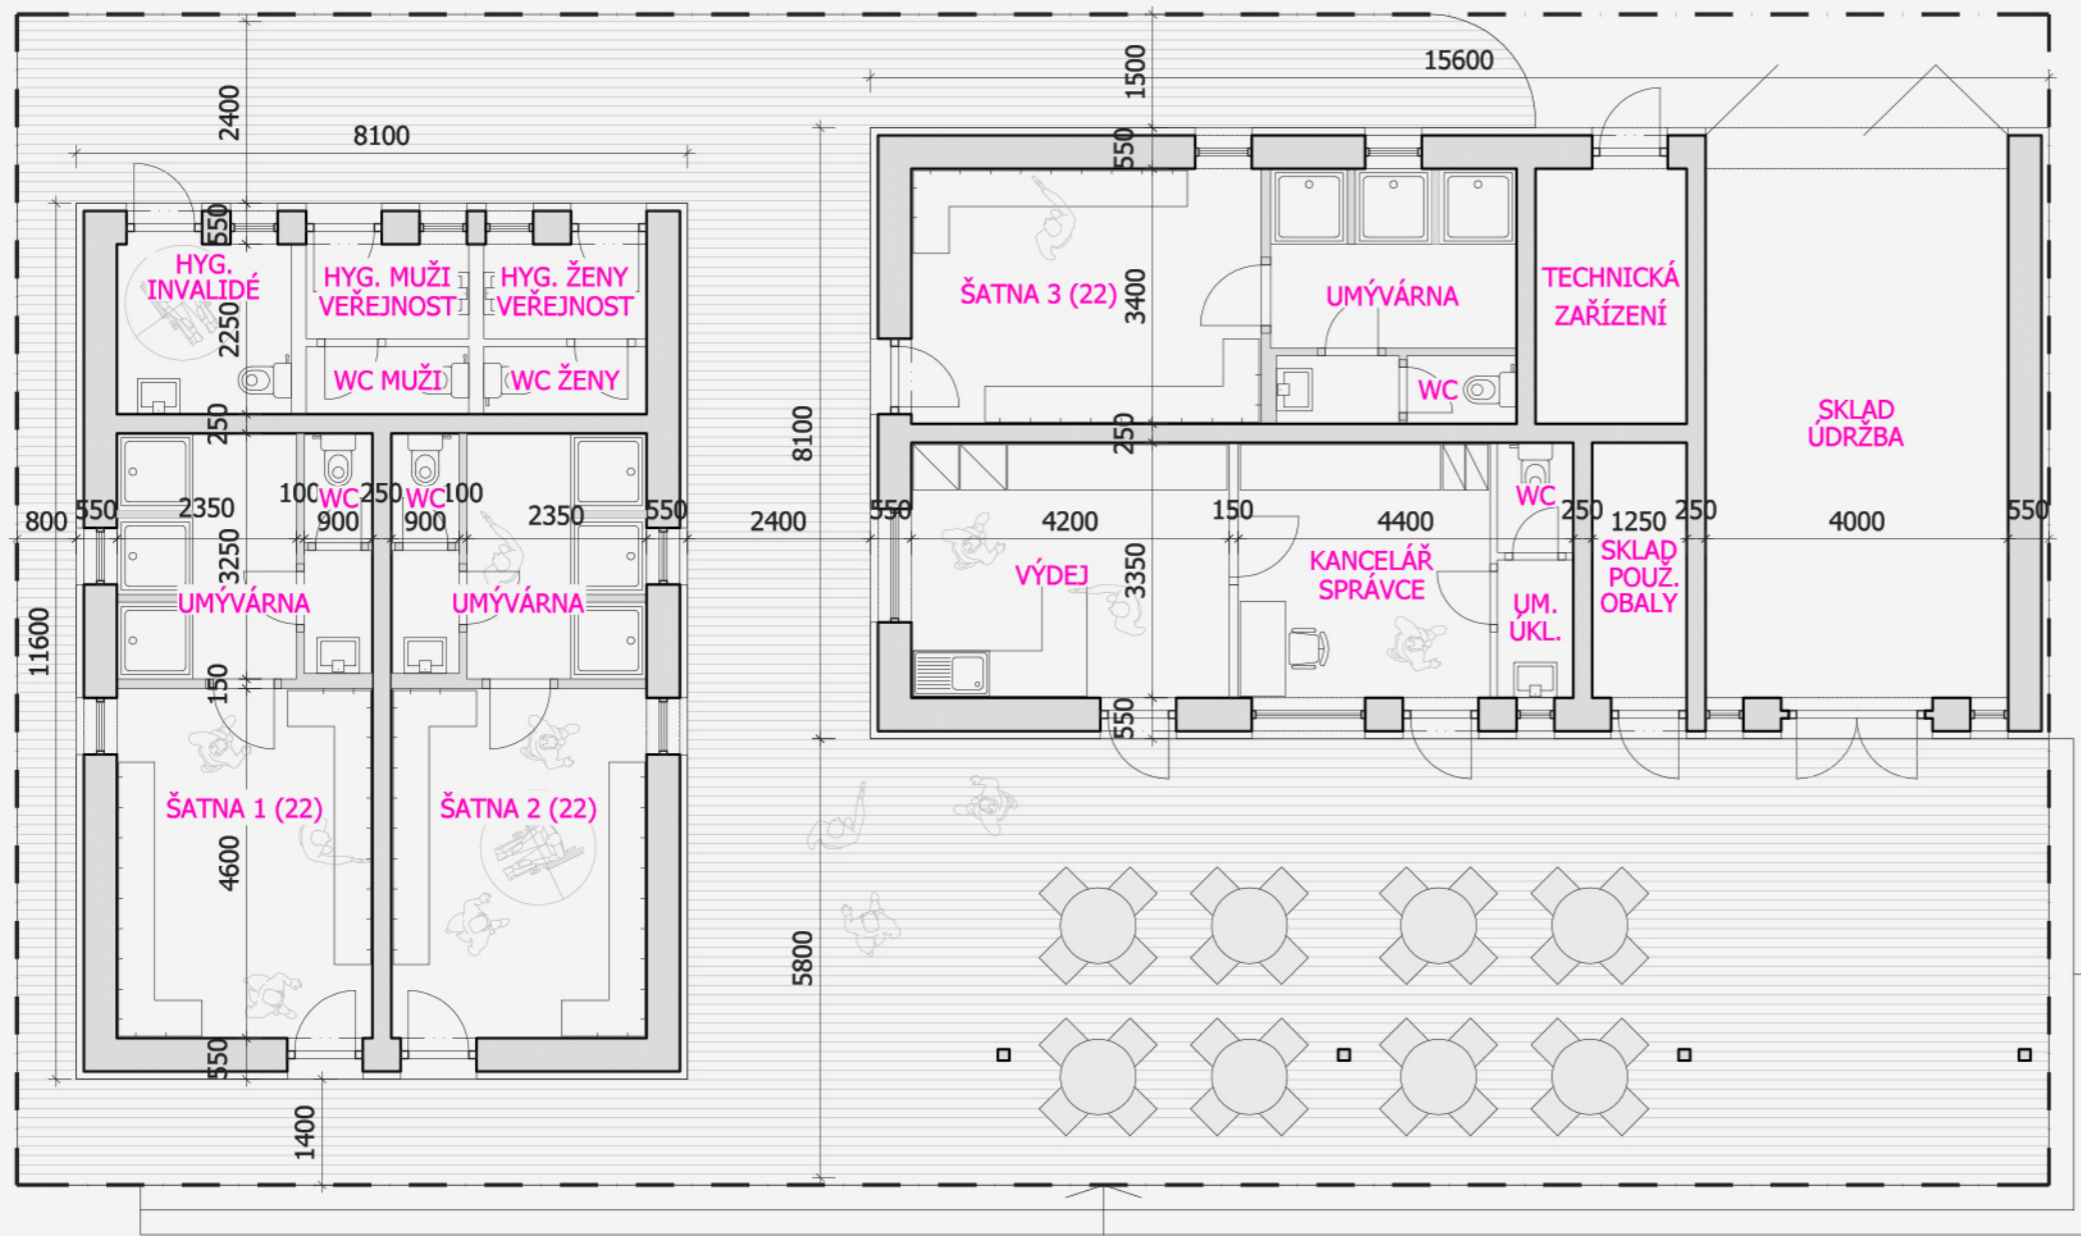 1500
15600
2400
8100
550
550
HYG.
INVALIDÉ
HYG. MUŽI
VEŘEJNOST
HYG. ŽENY
VEŘEJNOST
2250
WC MUŽI
WC ŽENY
250
ŠATNA 3 (22)
3400
UMÝVÁRNA
WC
TECHNICKÁ
ZAŘÍZENÍ
SKLAD
ÚDRŽBA
8100
250
800
550
2350
100
WC
900
250
WC
900
100
2350
550
2400
550
4200
150
4400
WC
250
1250
250
4000
550
3250
UMÝVÁRNA
UMÝVÁRNA
11600
150
VÝDEJ
3350
KANCELÁŘ
SPRÁVCE
UM.
ÚKL.
SKLAD
POUŽ.
OBALY
550
ŠATNA 1 (22)
ŠATNA 2 (22)
4600
5800
550
1400